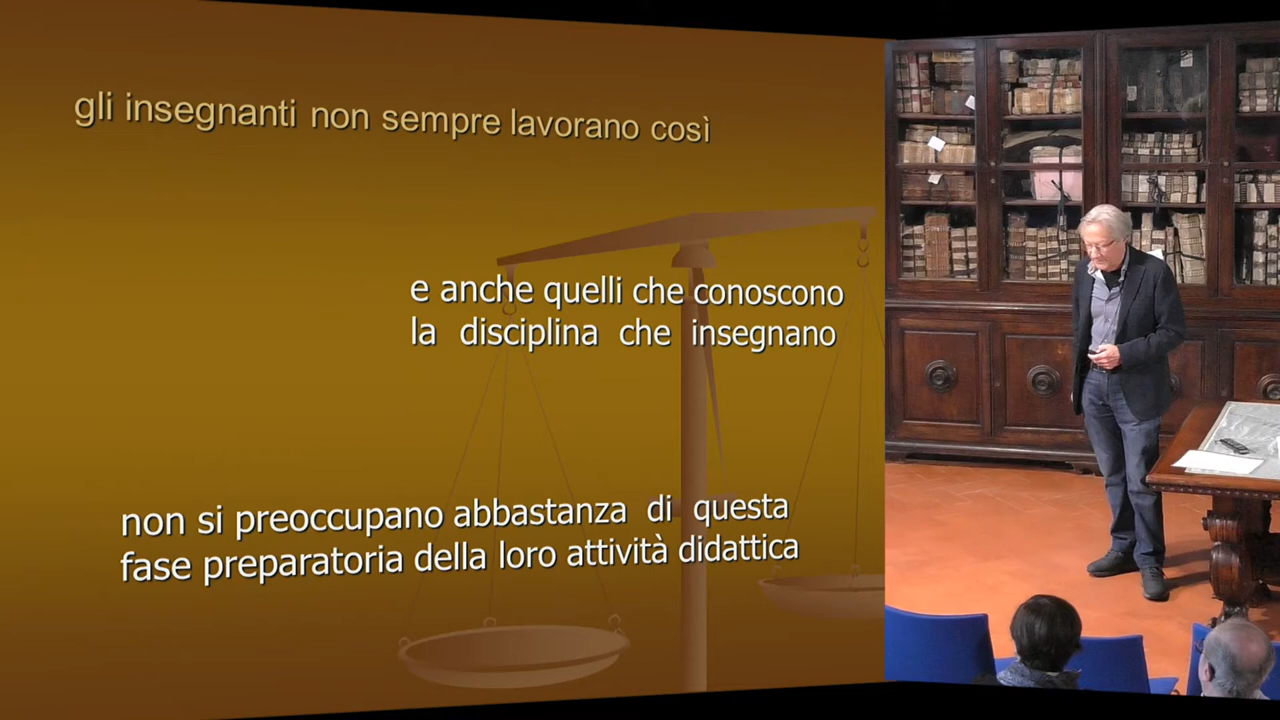 gli insegnanti non sempre lavorano così
e anche quelli che conoscono
la disciplina che insegnano
non si preoccupano abbastanza di questa
fase preparatoria della loro attività didattica